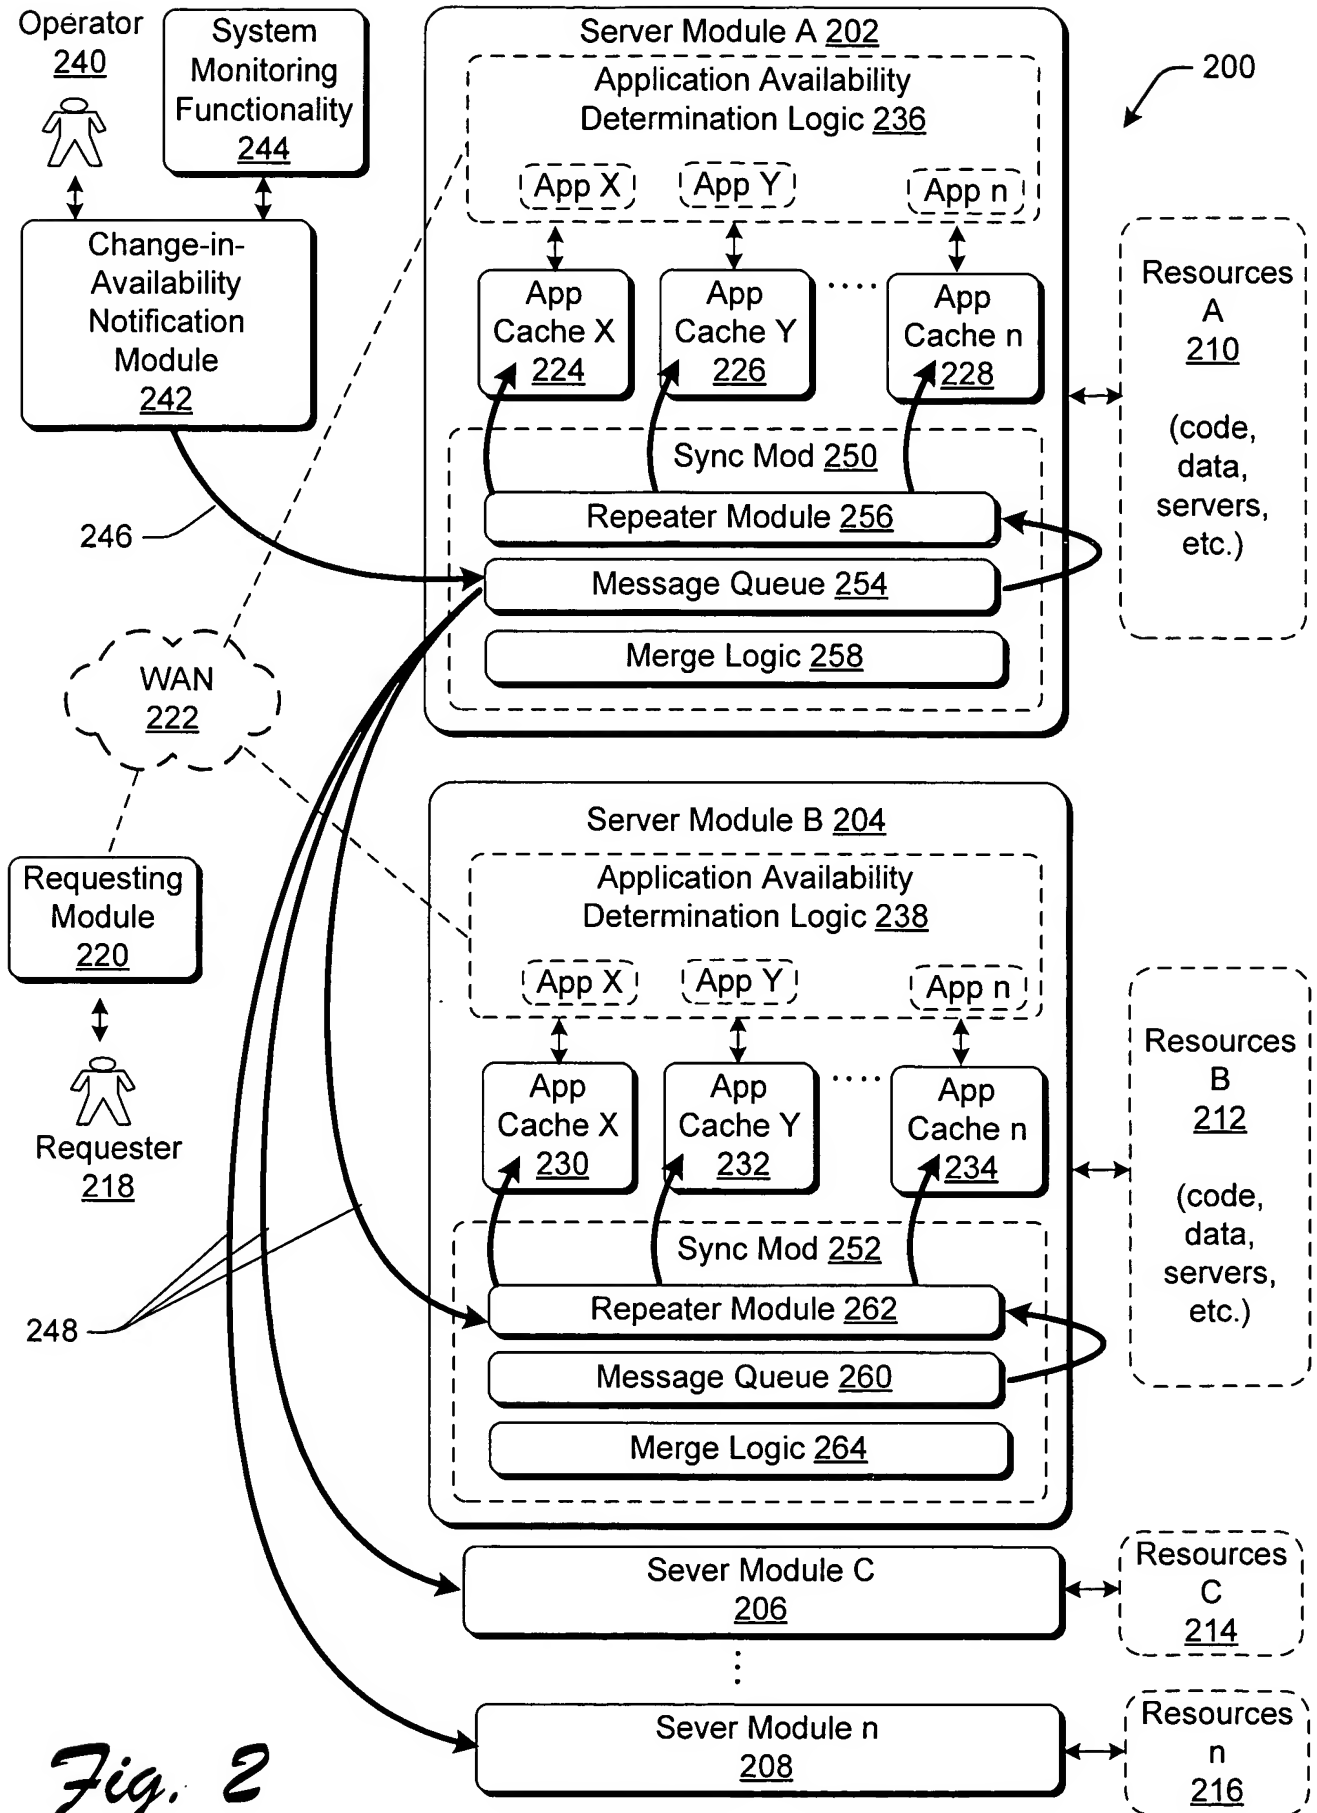 Operator
240
System
Monitoring
Functionality
244
Change-in-
Availability
Notification
Module
242
246
WAN
222
Requesting
Module
220
Requester
218
248
200
Server Module A 202
Application Availability
Determination Logic 236
App X
App Y
App n
App
Cache X
224
App
Cache Y
226
.....
App
Cache n
228
Sync Mod 250
Repeater Module 256
Message Queue 254
Merge Logic 258
Resources
A
210
(code,
data,
servers,
etc.)
Server Module B 204
Application Availability
Determination Logic 238
App X
App Y
App n
App
Cache X
230
App
Cache Y
232
.....
App
Cache n
234
Sync Mod 252
Repeater Module 262
Message Queue 260
Merge Logic 264
Resources
B
212
(code,
data,
servers,
etc.)
Sever Module C
206
Resources
C
214
Sever Module n
208
Resources
n
216
Fig. 2